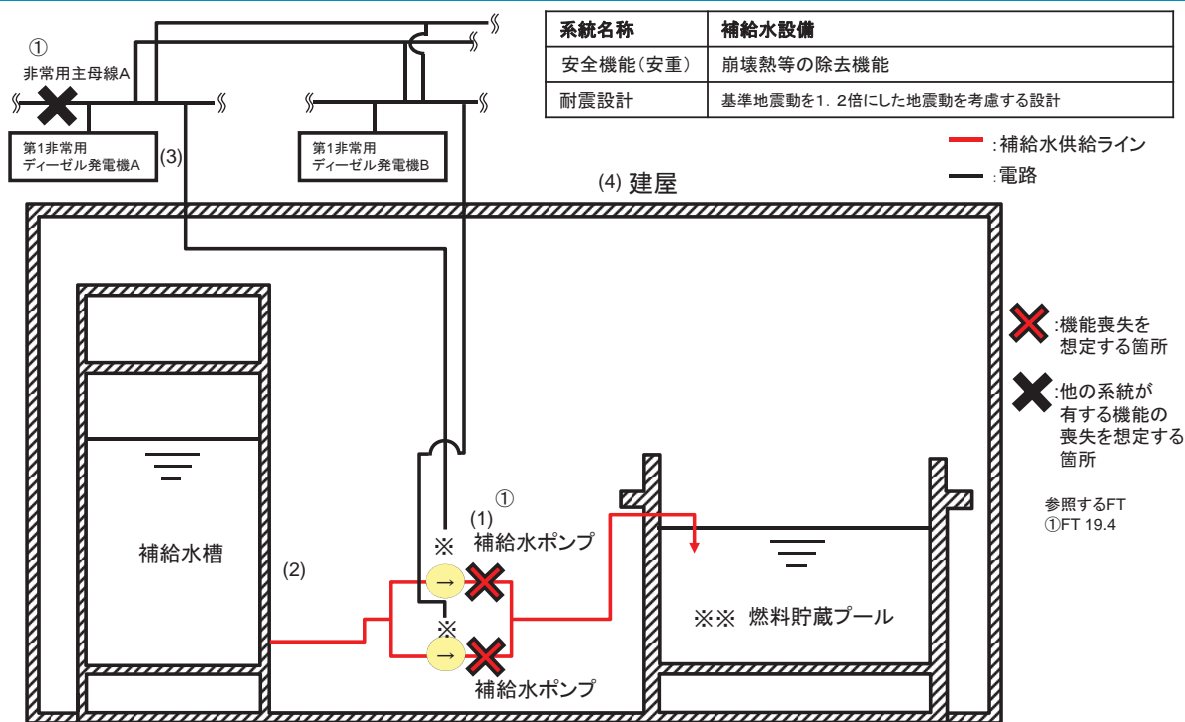 系統名称 補給水設備
安全機能(安重) 崩壊熱等の除去機能
耐震設計 基準地震動を1.2倍にした地震動を考慮する設計
①
非常用主母線A
第1非常用
ディーゼル発電機A
(3)
第1非常用
ディーゼル発電機B
:補給水供給ライン
:電路
(4) 建屋
:機能喪失を
想定する箇所
:他の系統が
有する機能の
喪失を想定する
箇所
参照するFT
①FT 19.4
①
(1)
※ 補給水ポンプ
→
補給水槽
(2)
※
→
補給水ポンプ
※※ 燃料貯蔵プール